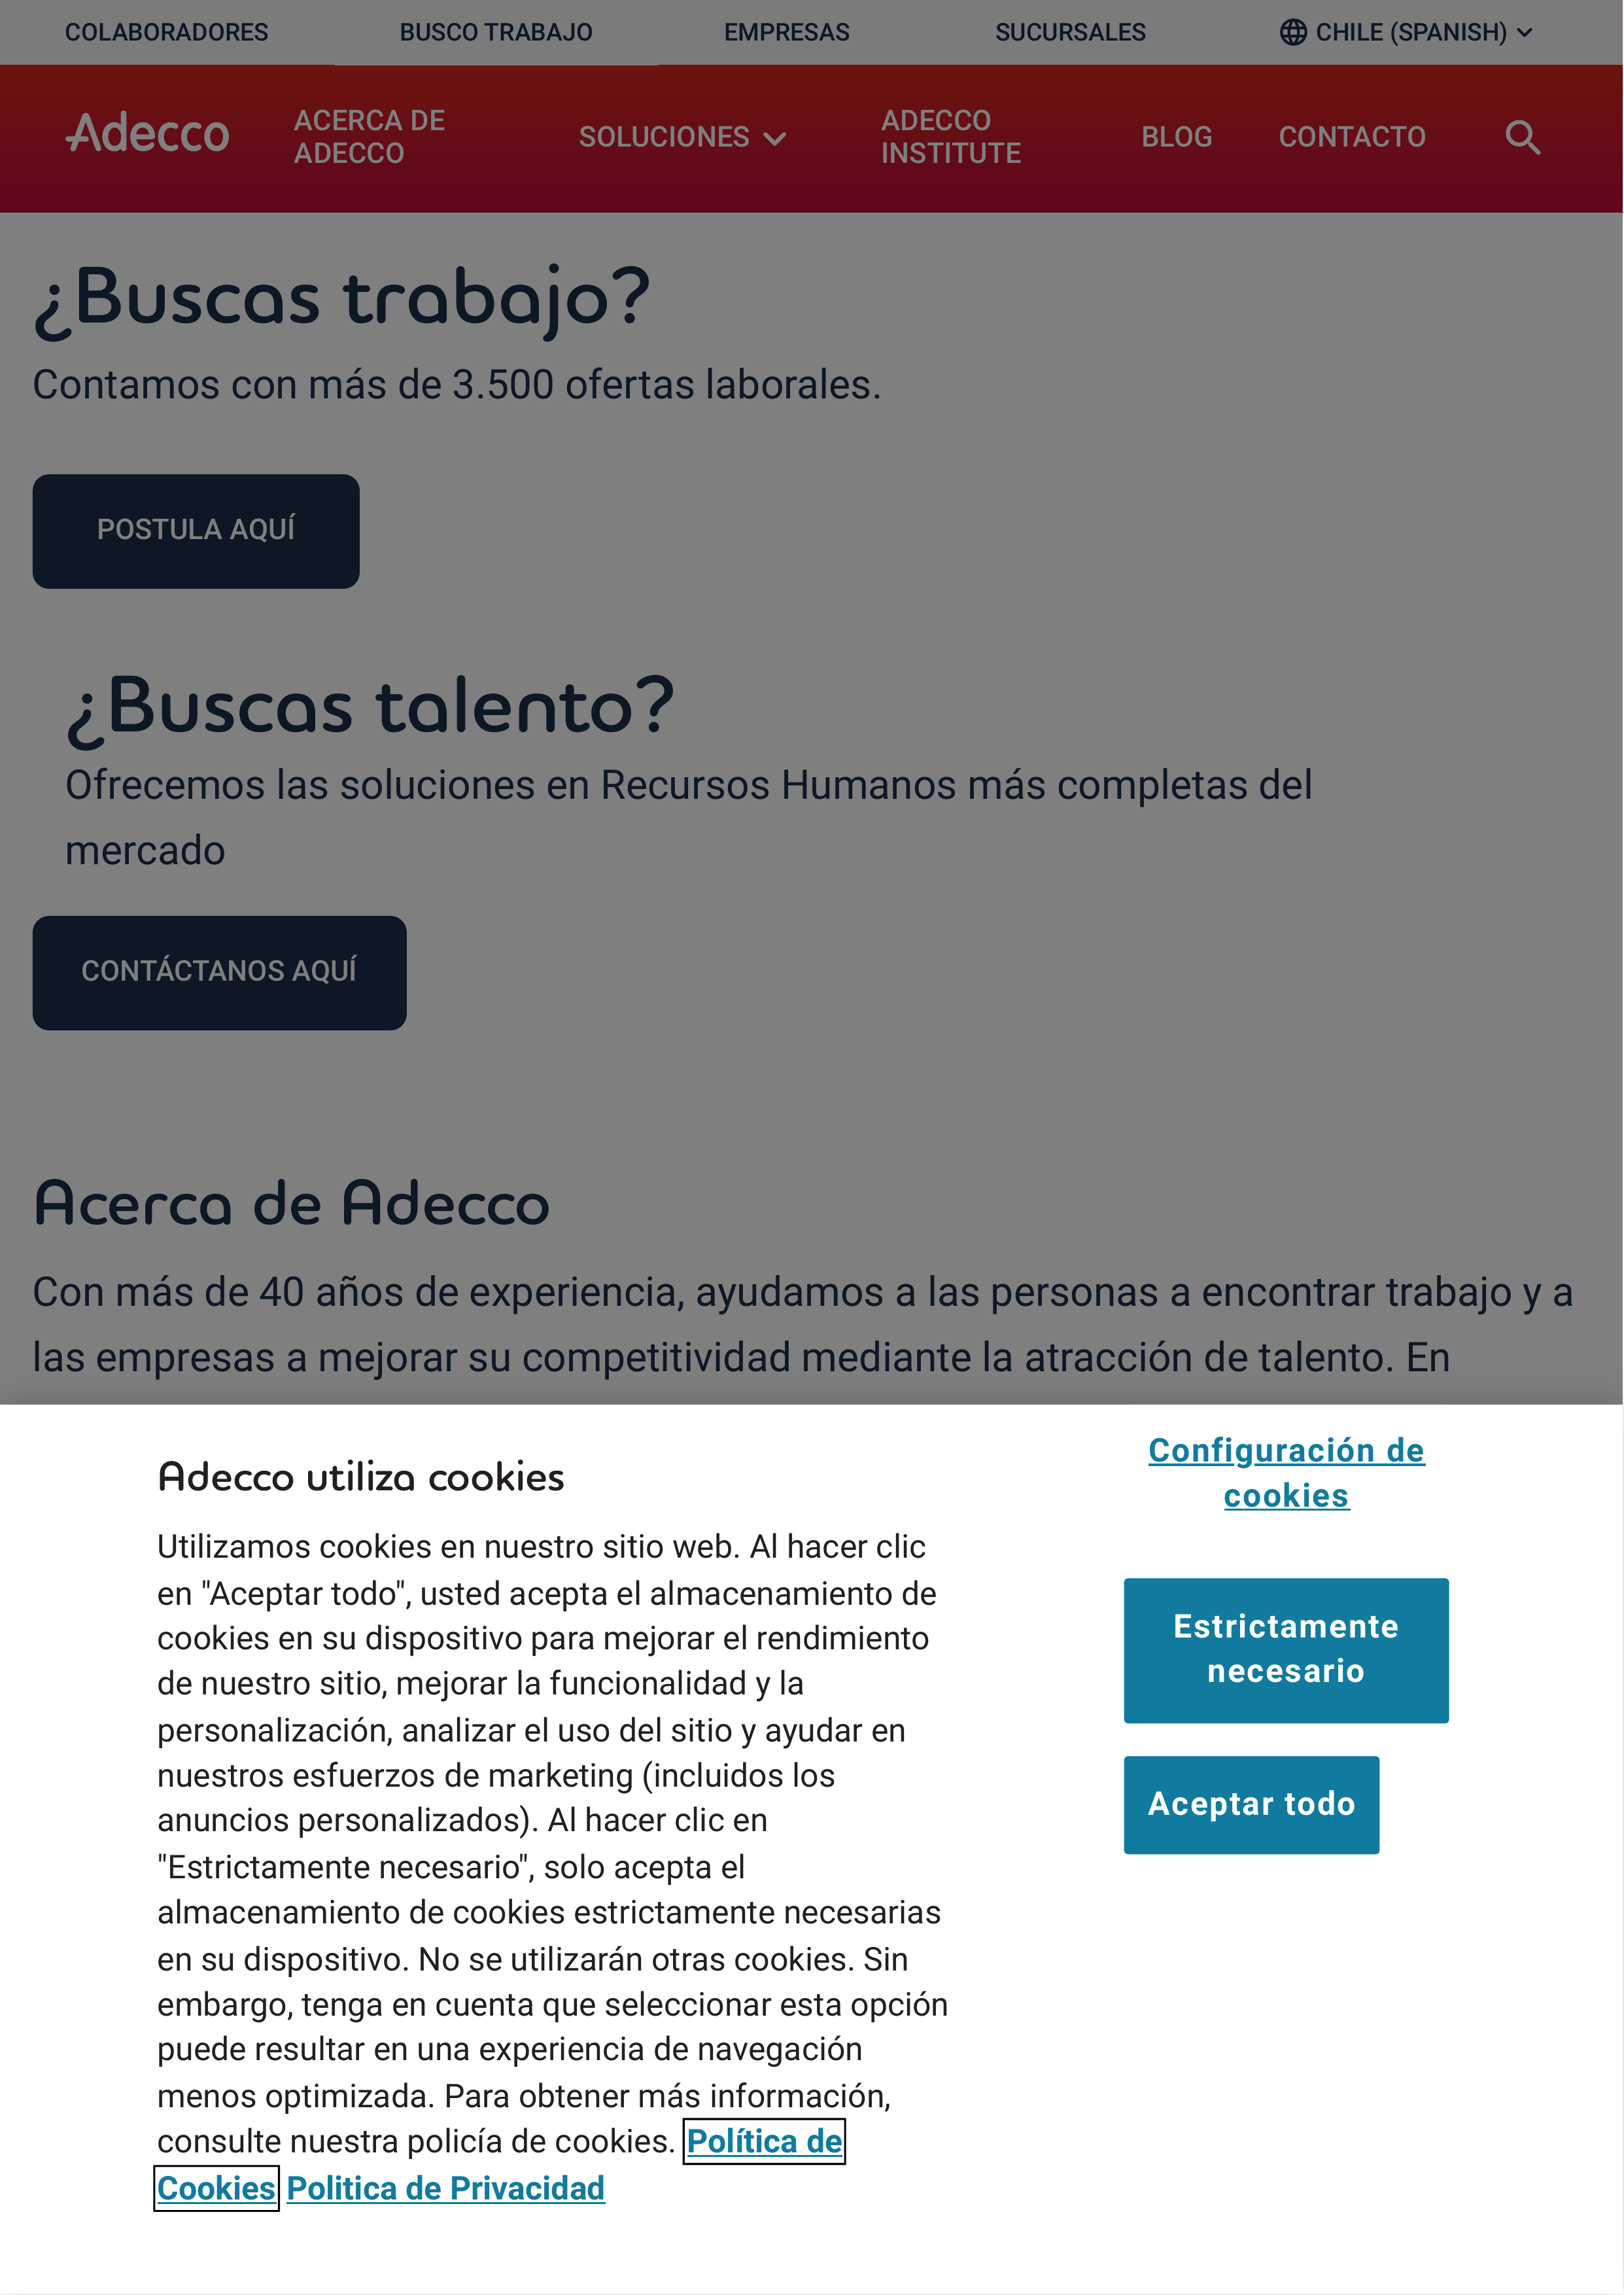 COLABORADORES
BUSCO TRABAJO
EMPRESAS
SUCURSALES
CHILE (SPANISH)
Adecco
ACERCA DE
ADECCO
SOLUCIONES
ADECCO
INSTITUTE
BLOG
CONTACTO
¿Buscas trabajo?
Contamos con más de 3.500 ofertas laborales.
POSTULA AQUÍ
¿Buscas talento?
Ofrecemos las soluciones en Recursos Humanos más completas del
mercado
CONTÁCTANOS AQUÍ
Acerca de Adecco
Con más de 40 años de experiencia, ayudamos a las personas a encontrar trabajo y a
las empresas a mejorar su competitividad mediante la atracción de talento. En
Adecco utiliza cookies
Utilizamos cookies en nuestro sitio web. Al hacer clic
en "Aceptar todo", usted acepta el almacenamiento de
cookies en su dispositivo para mejorar el rendimiento
de nuestro sitio, mejorar la funcionalidad y la
personalización, analizar el uso del sitio y ayudar en
nuestros esfuerzos de marketing (incluidos los
anuncios personalizados). Al hacer clic en
"Estrictamente necesario", solo acepta el
almacenamiento de cookies estrictamente necesarias
en su dispositivo. No se utilizarán otras cookies. Sin
embargo, tenga en cuenta que seleccionar esta opción
puede resultar en una experiencia de navegación
menos optimizada. Para obtener más información,
consulte nuestra policía de cookies. Política de
Cookies Politica de Privacidad
Configuración de
cookies
Estrictamente
necesario
Aceptar todo